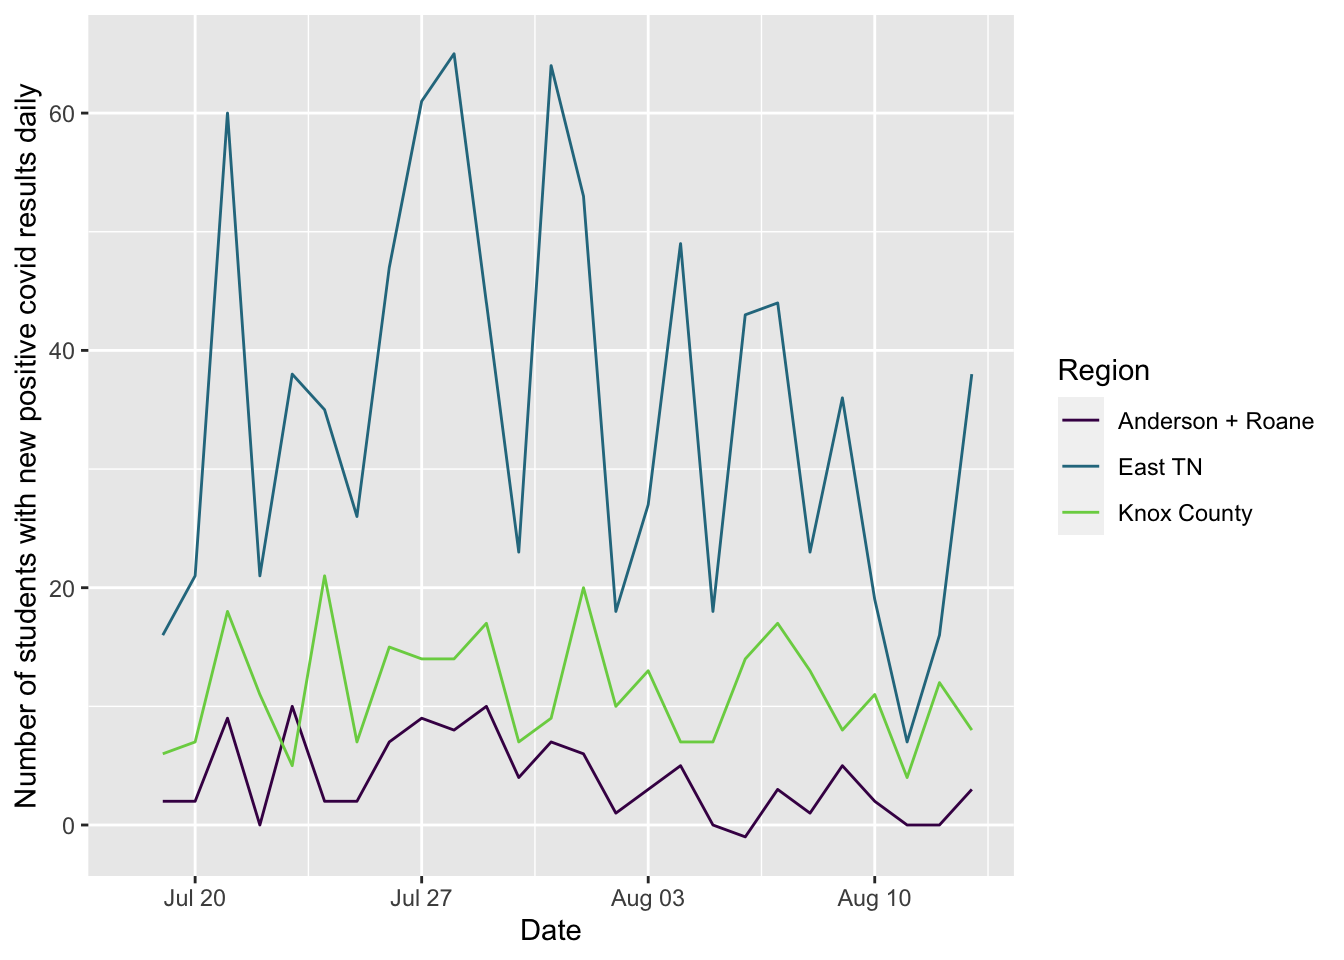 Number of students with new positive covid results daily
60
40
20
0
Jul 20
Jul 27
Aug 03
Aug 10
Date
Region
Anderson + Roane
East TN
Knox County